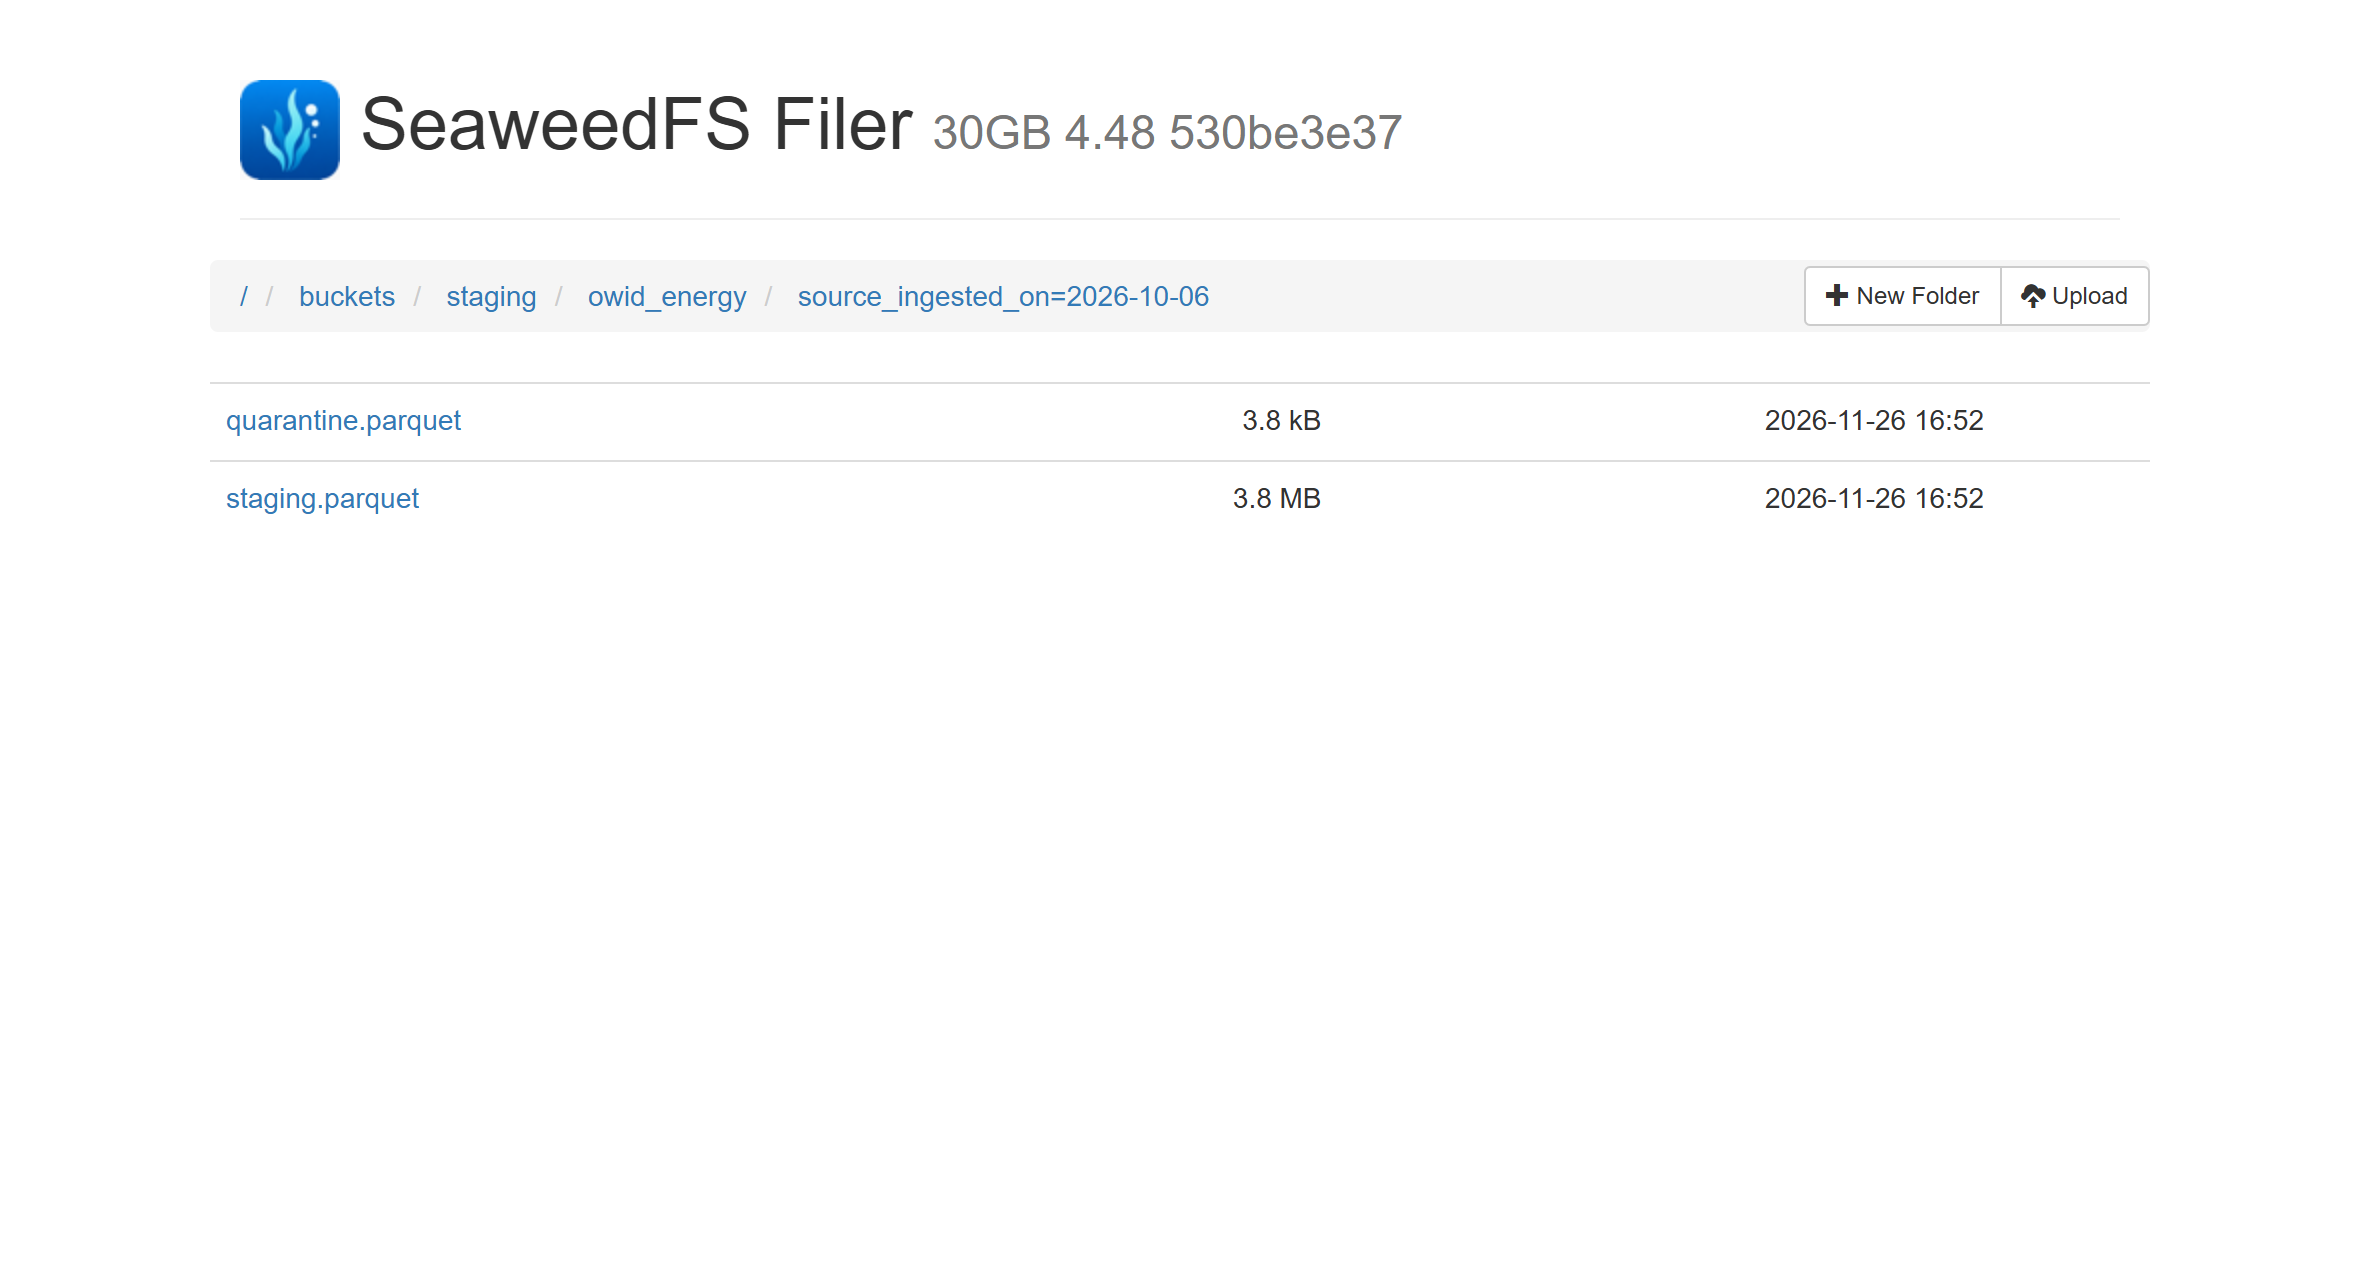 SeaweedFS Filer 30GB 4.48 530be3e37
/ / buckets / staging / owid_energy / source_ingested_on=2026-10-06 New Folder Upload
quarantine.parquet 3.8 kB 2026-11-26 16:52
staging.parquet 3.8 MB 2026-11-26 16:52